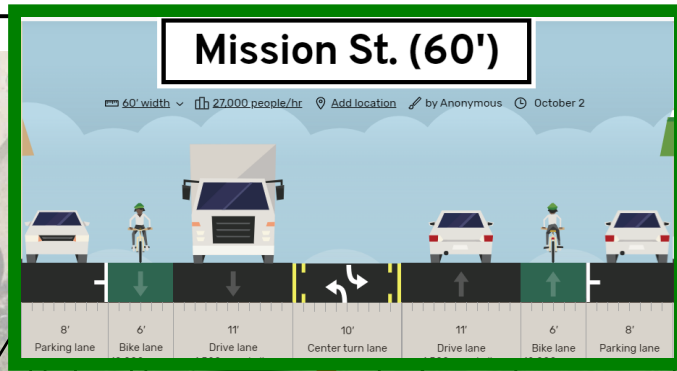 Mission St. (60')
60' width 27,000 people/hr Add location by Anonymous October 2
8' 6' 11' 10' 11' 6' 8'
Parking lane Bike lane Drive lane Center turn lane Drive lane Bike lane Parking lane